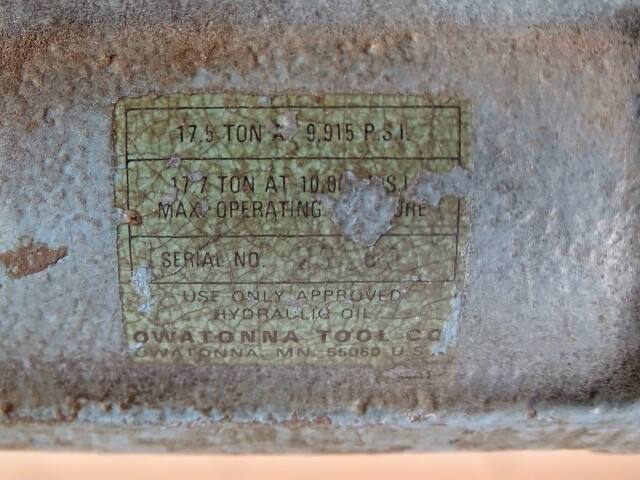 17.5 TON A 9,915 P.S.I.
17.7 TON AT 10,0 S.I.
MAX. OPERATING URE
SERIAL NO.
USE ONLY APPROVED
HYDRAULIC OIL
OWATONNA TOOL CO
OWATONNA, MN. 55060 U.S.